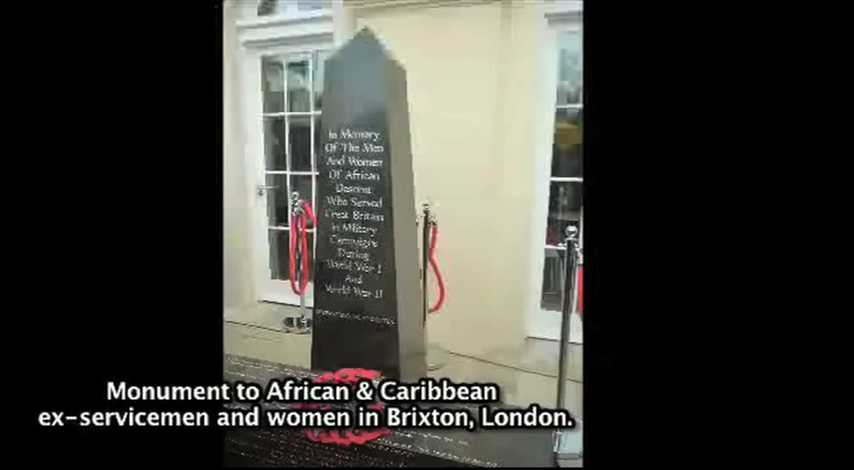 In Memory
Of The Men
And Women
Of African
Descent
Who Served
Great Britain
In Military
Campaigns
During
World War I
And
World War II
Monument to African & Caribbean
ex-servicemen and women in Brixton, London.